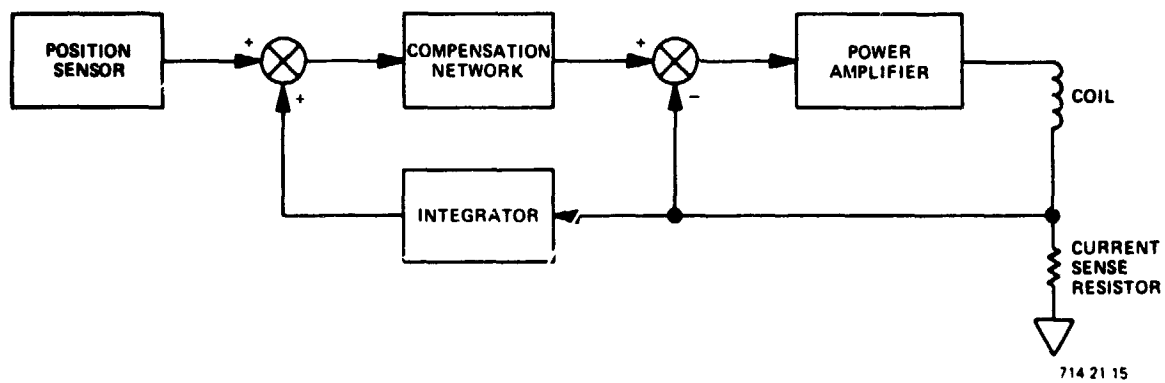 POSITION
SENSOR
+
+
COMPENSATION
NETWORK
+
−
POWER
AMPLIFIER
COIL
INTEGRATOR
CURRENT
SENSE
RESISTOR
714 21 15